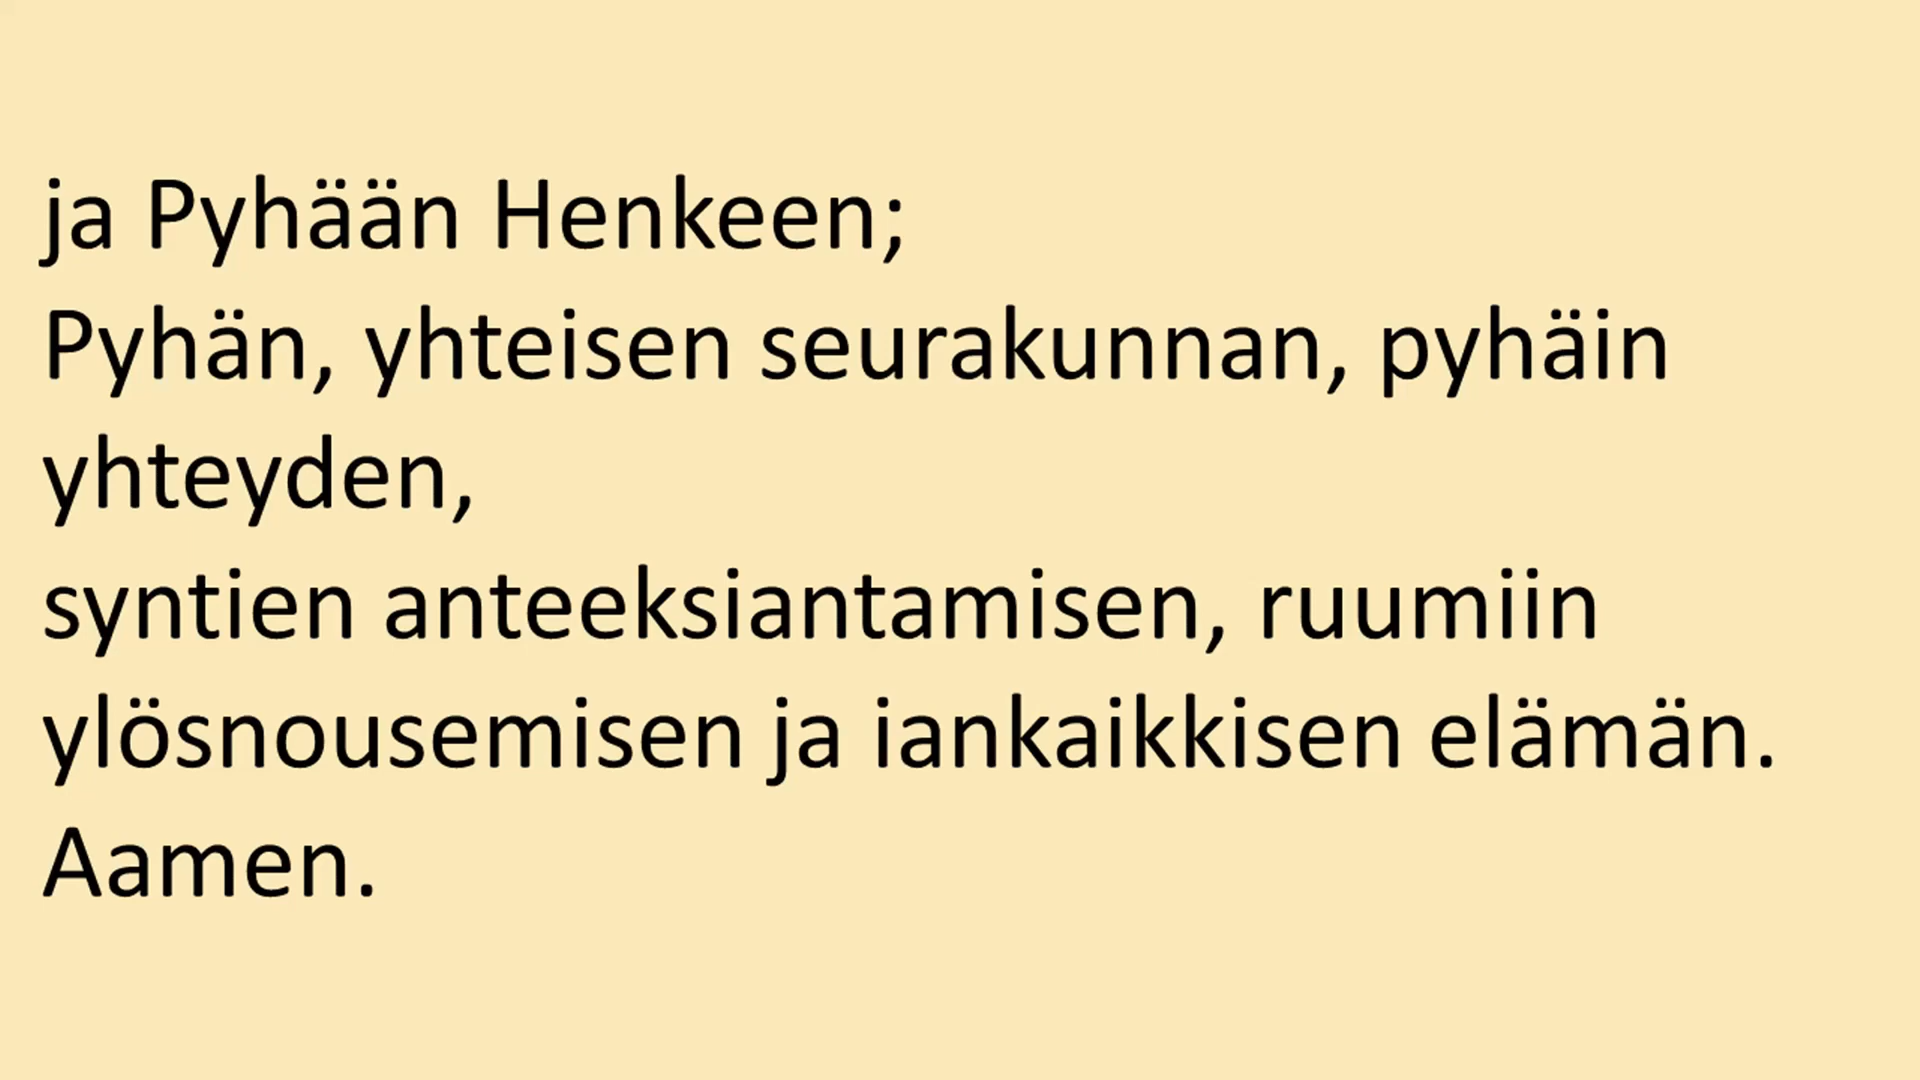 ja Pyhään Henkeen;
Pyhän, yhteisen seurakunnan, pyhäin
yhteyden,
syntien anteeksiantamisen, ruumiin
ylösnousemisen ja iankaikkisen elämän.
Aamen.